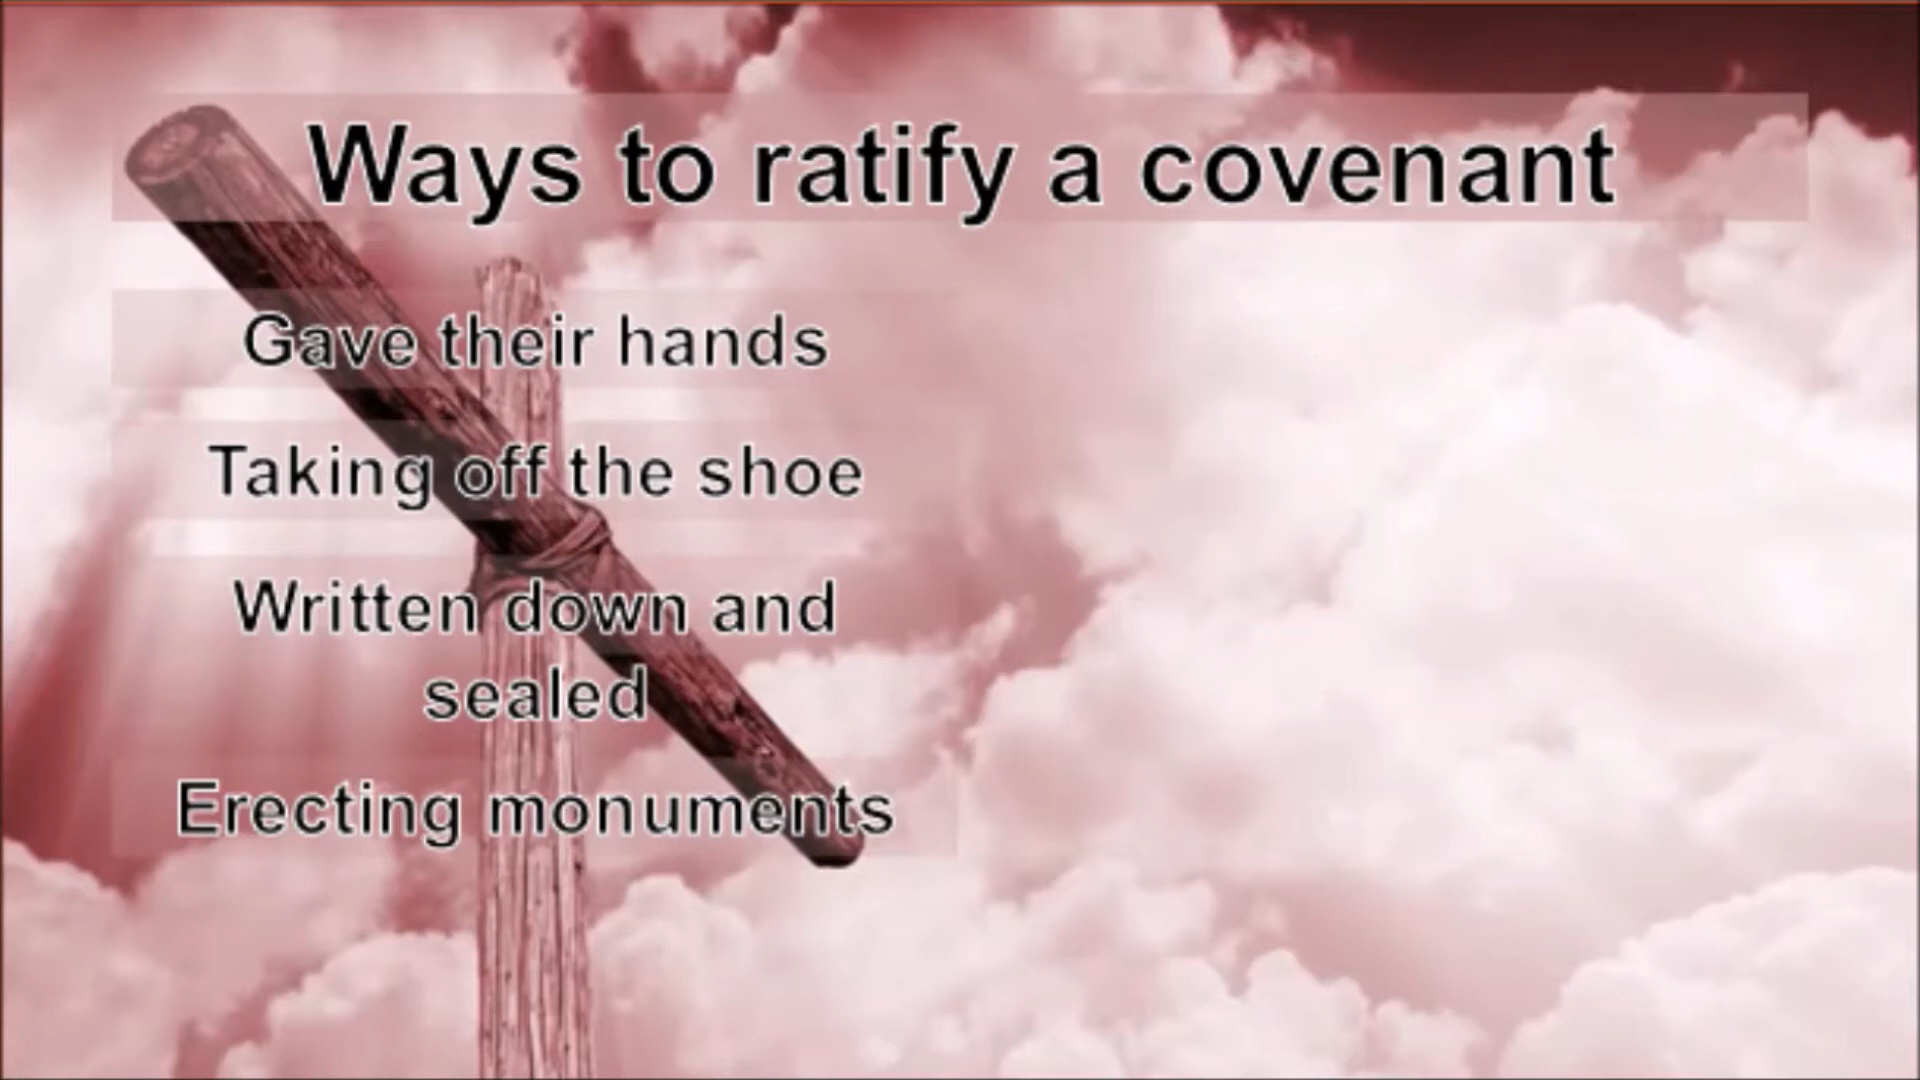 Ways to ratify a covenant
Gave their hands
Taking off the shoe
Written down and
sealed
Erecting monuments